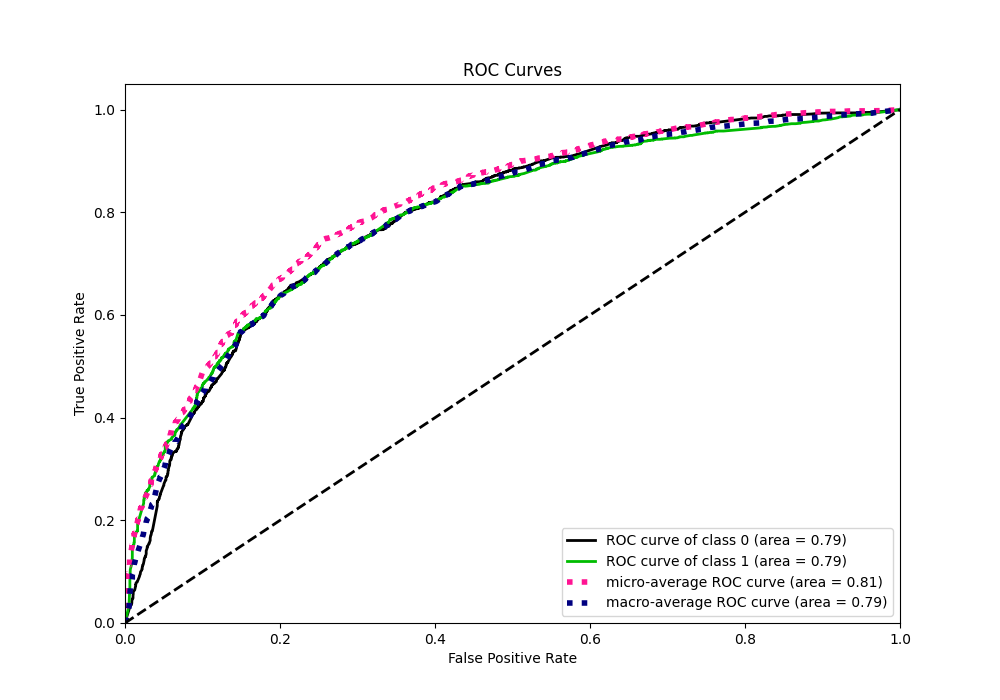 ROC Curves
True Positive Rate
1.0
0.8
0.6
0.4
0.2
0.0
ROC curve of class 0 (area = 0.79)
ROC curve of class 1 (area = 0.79)
micro-average ROC curve (area = 0.81)
macro-average ROC curve (area = 0.79)
0.0 0.2 0.4 0.6 0.8 1.0
False Positive Rate